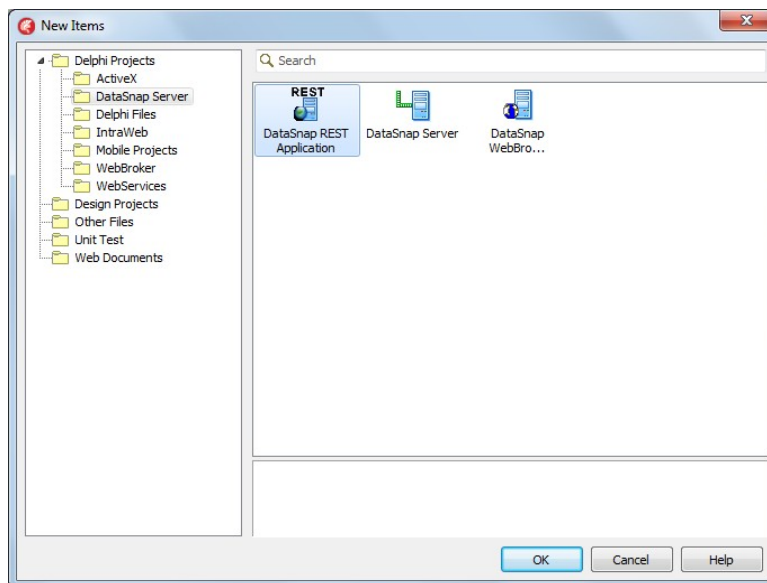 New Items
Delphi Projects
ActiveX
DataSnap Server
Delphi Files
IntraWeb
Mobile Projects
WebBroker
WebServices
Design Projects
Other Files
Unit Test
Web Documents
Search
REST
DataSnap REST
Application
DataSnap Server
DataSnap
WebBro...
OK
Cancel
Help